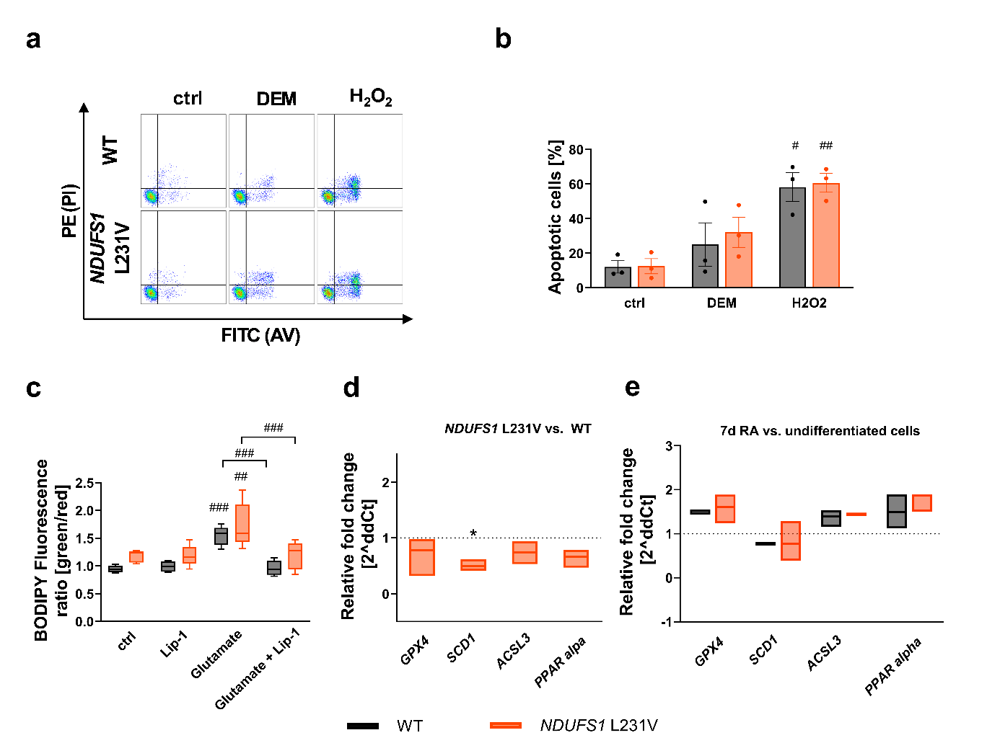 a
ctrl
DEM
H₂O₂
WT
NDUFS1
L231V
PE (PI)
FITC (AV)
b
Apoptotic cells [%]
80
60
40
20
0
#
##
ctrl
DEM
H2O2
c
BODIPY Fluorescence
ratio [green/red]
2.5
2.0
1.5
1.0
0.5
0.0
###
###
##
###
ctrl
Lip-1
Glutamate
Glutamate + Lip-1
d
NDUFS1 L231V vs. WT
Relative fold change
[2^ddCt]
2
1
0
*
GPX4
SCD1
ACSL3
PPAR alpa
e
7d RA vs. undifferentiated cells
Relative fold change
[2^ddCt]
3
2
1
0
-1
GPX4
SCD1
ACSL3
PPAR alpha
WT
NDUFS1 L231V